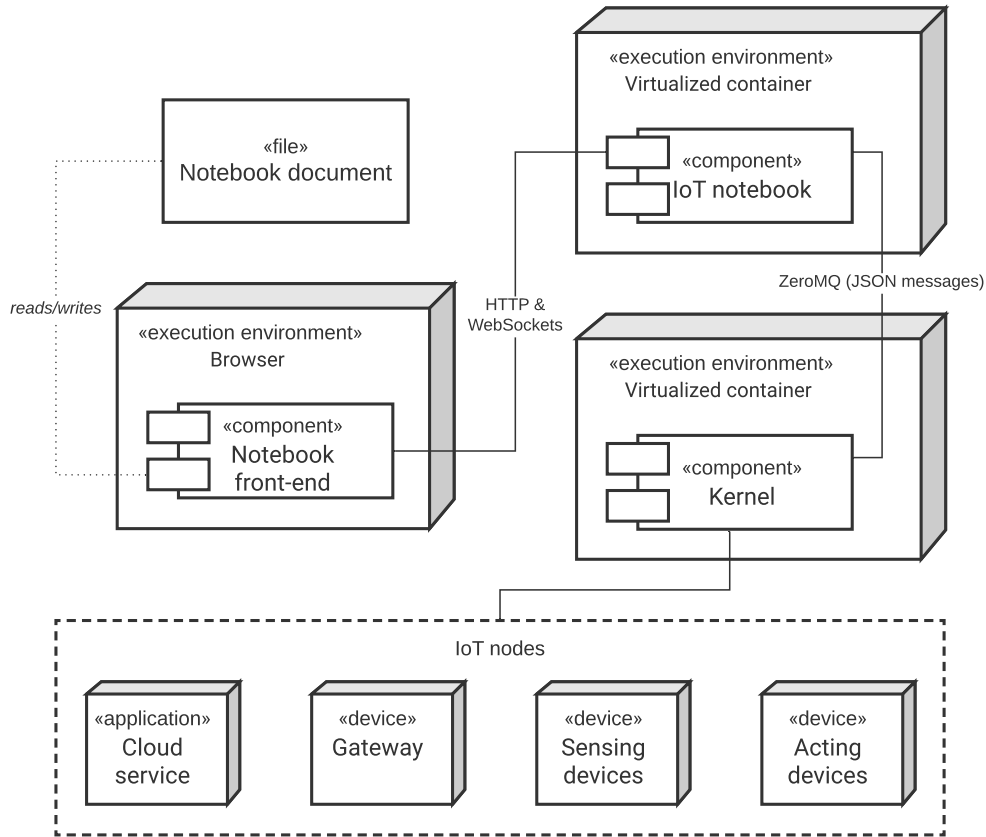 «execution environment»
Virtualized container
«component»
IoT notebook
«file»
Notebook document
reads/writes
HTTP &
WebSockets
ZeroMQ (JSON messages)
«execution environment»
Browser
«component»
Notebook
front-end
«execution environment»
Virtualized container
«component»
Kernel
IoT nodes
«application»
Cloud
service
«device»
Gateway
«device»
Sensing
devices
«device»
Acting
devices